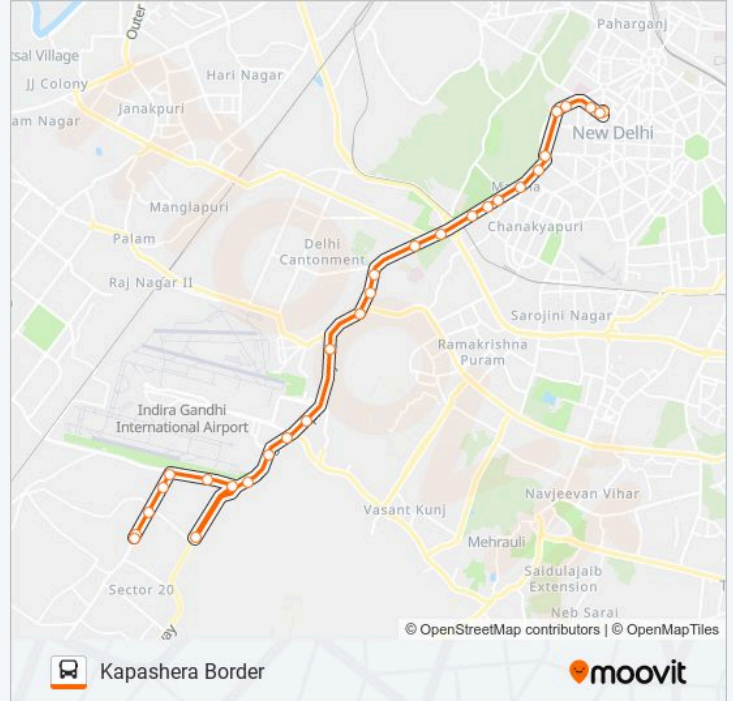 Paharganj
Outer
tsal Village
Hari Nagar
JJ Colony
Janakpuri
am Nagar
New Delhi
Manglapuri
Chanakyapuri
Palam
Delhi
Cantonment
Raj Nagar II
Sarojini Nagar
Ramakrishna
Puram
Indira Gandhi
International Airport
Navjeevan Vihar
Vasant Kunj
Mehrauli
Saidulajaib
Extension
Sector 20
Neb Sarai
ay
© OpenStreetMap contributors | © OpenMapTiles
Kapashera Border
moovit